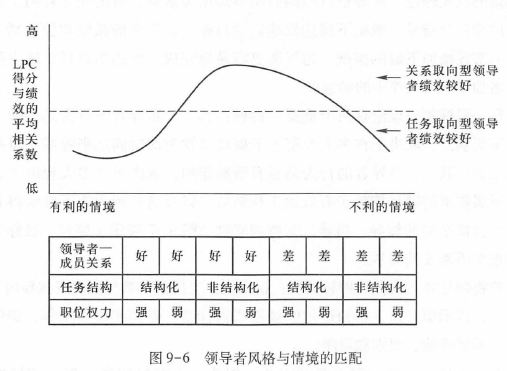 高
LPC
得分
与绩
效的
平均
相关
系数
低
关系取向型领导
者绩效较好
任务取向型领导
者绩效较好
有利的情境 不利的情境
领导者—
成员关系 好 好 好 好 差 差 差 差
任务结构 结构化 非结构化 结构化 非结构化
职位权力 强 弱 强 弱 强 弱 强 弱
图 9-6 领导者风格与情境的匹配